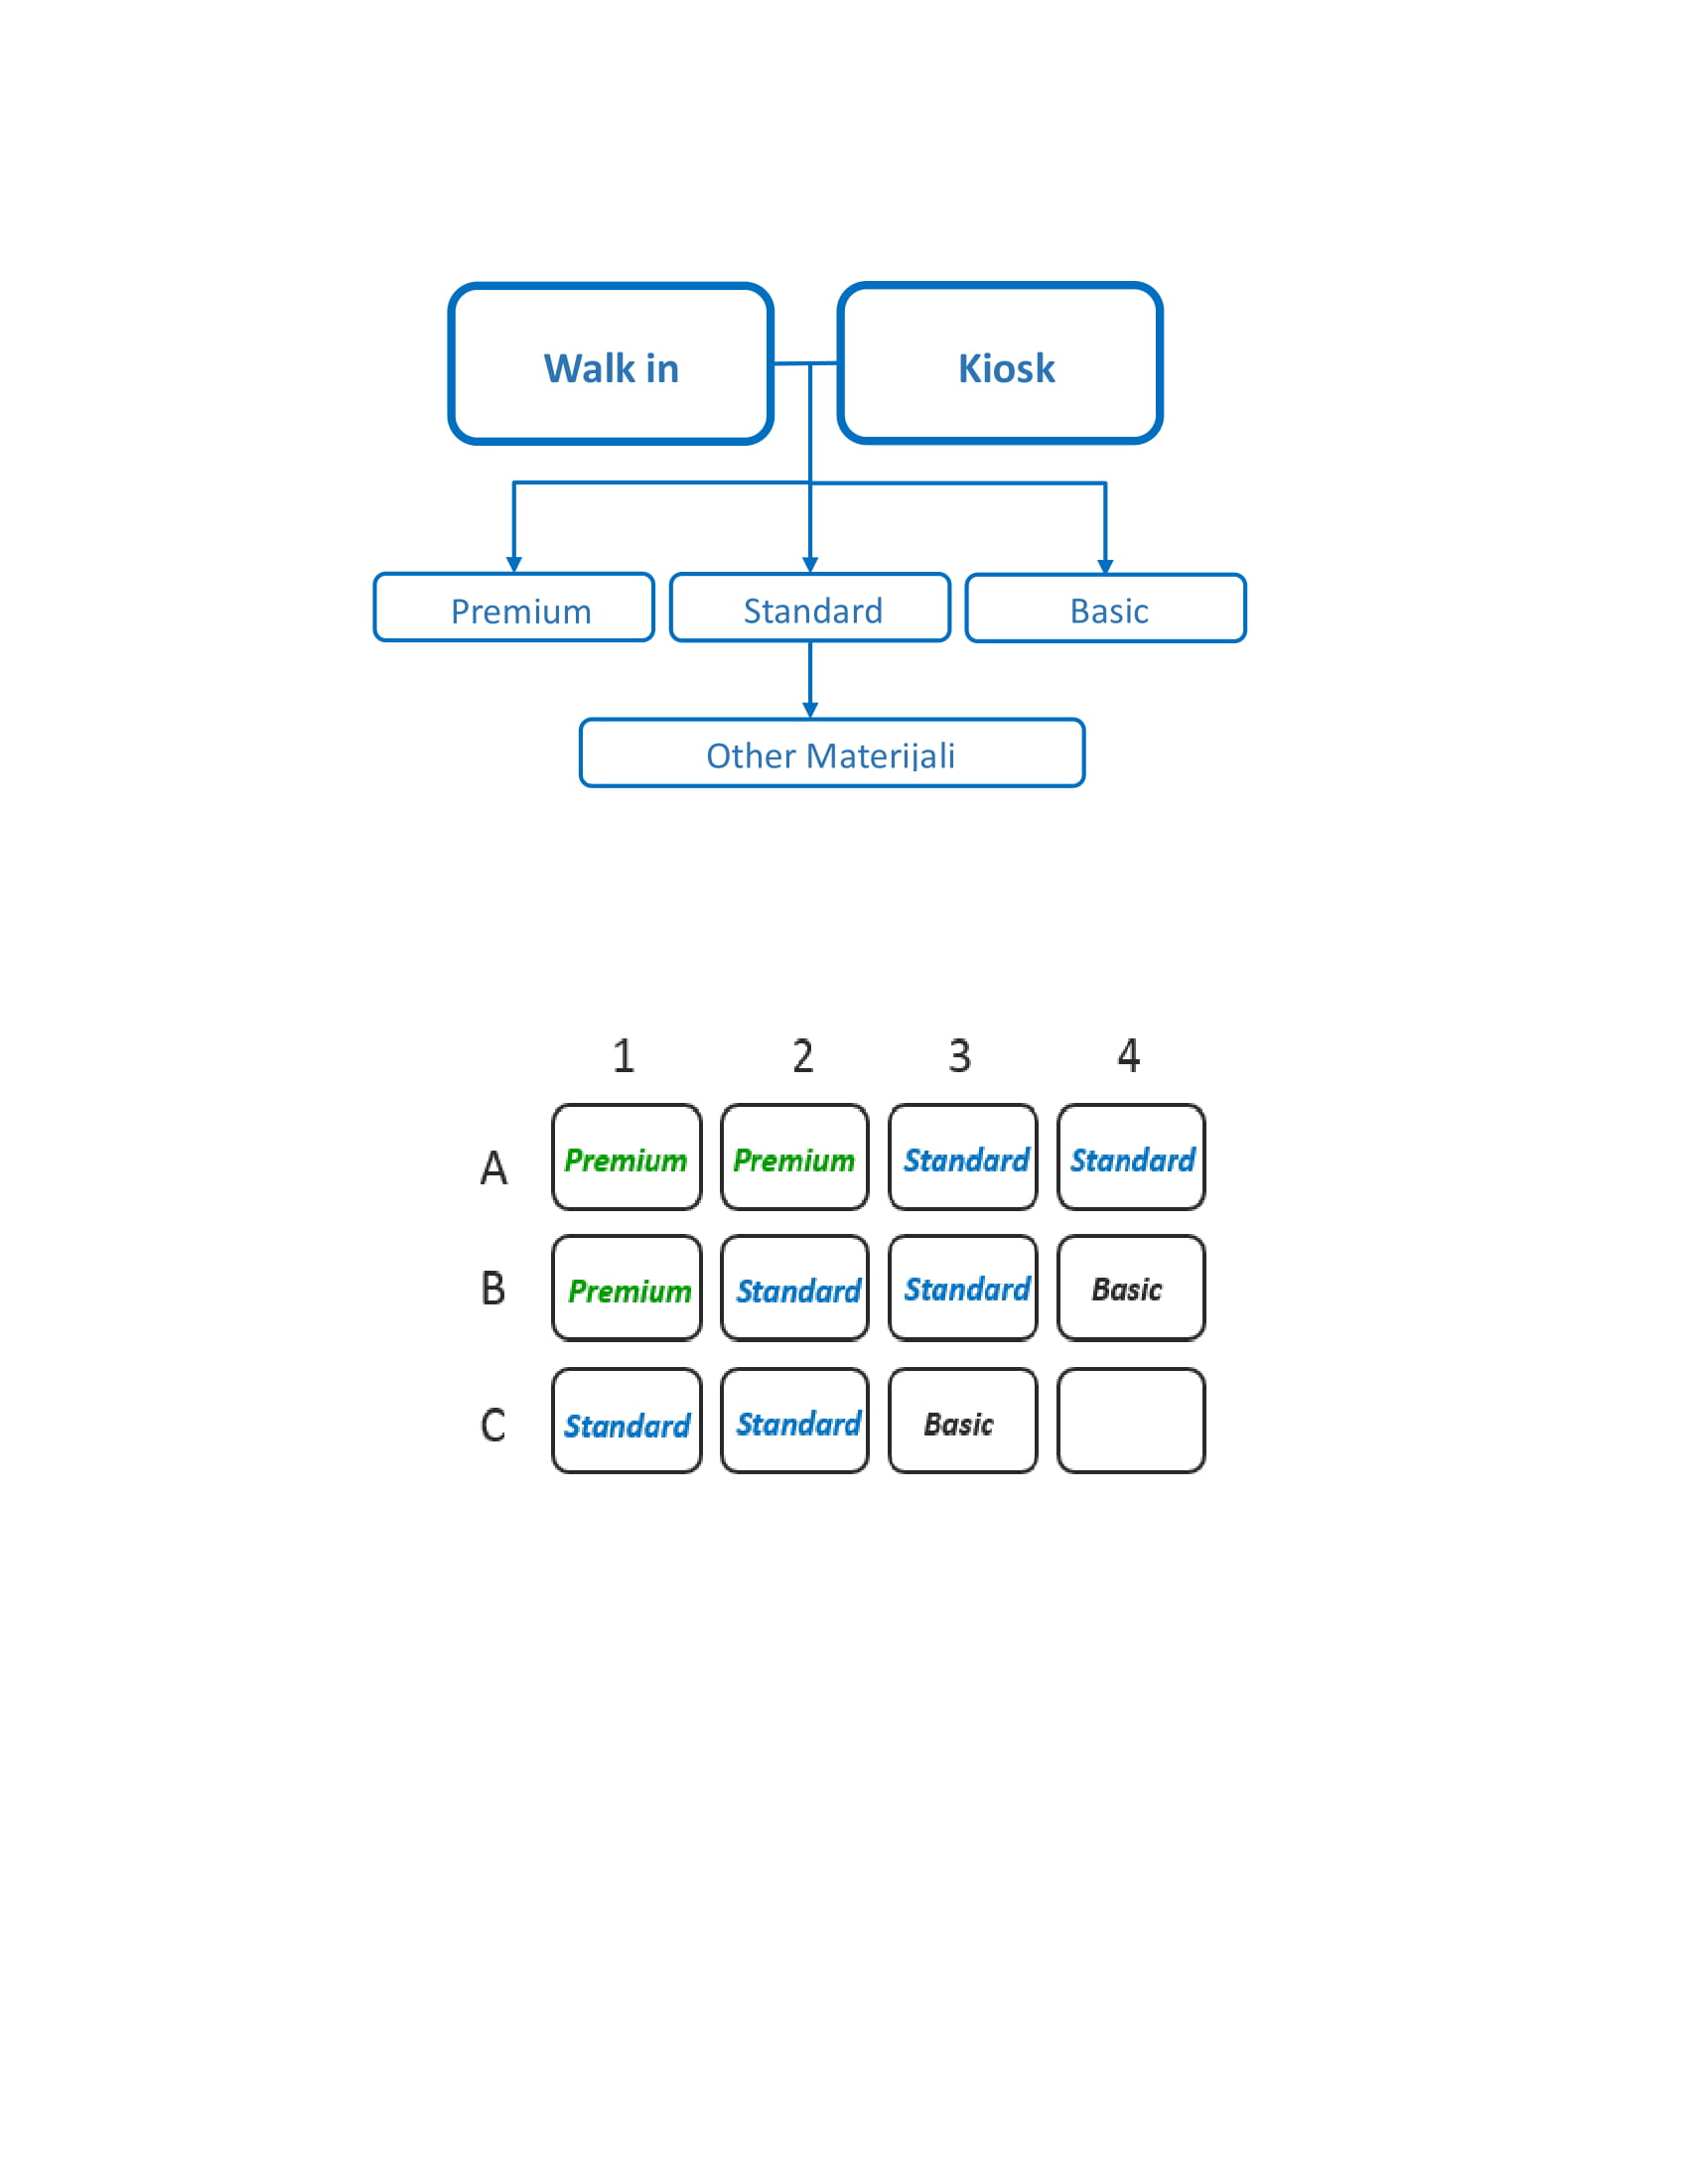 Walk in Kiosk
Premium Standard Basic
Other Materijali
1 2 3 4
A Premium Premium Standard Standard
B Premium Standard Standard Basic
C Standard Standard Basic